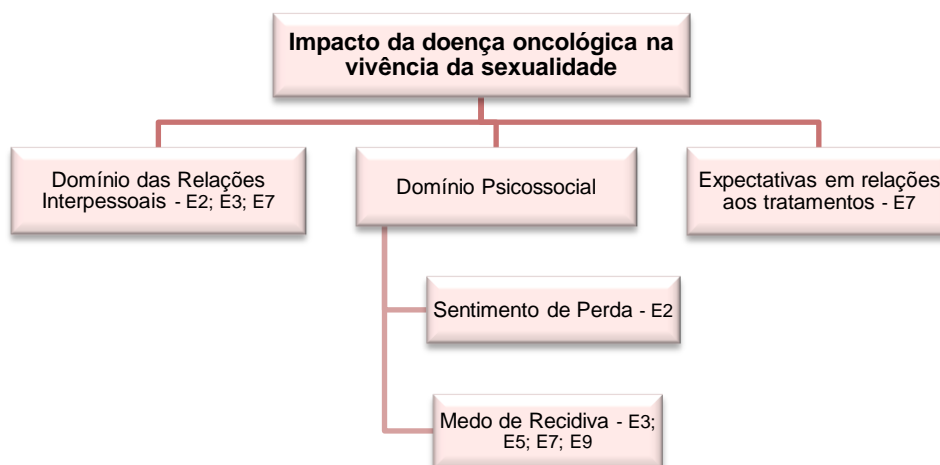 Impacto da doença oncológica na
vivência da sexualidade
Domínio das Relações
Interpessoais - E2; E3; E7
Domínio Psicossocial
Expectativas em relações
aos tratamentos - E7
Sentimento de Perda - E2
Medo de Recidiva - E3;
E5; E7; E9